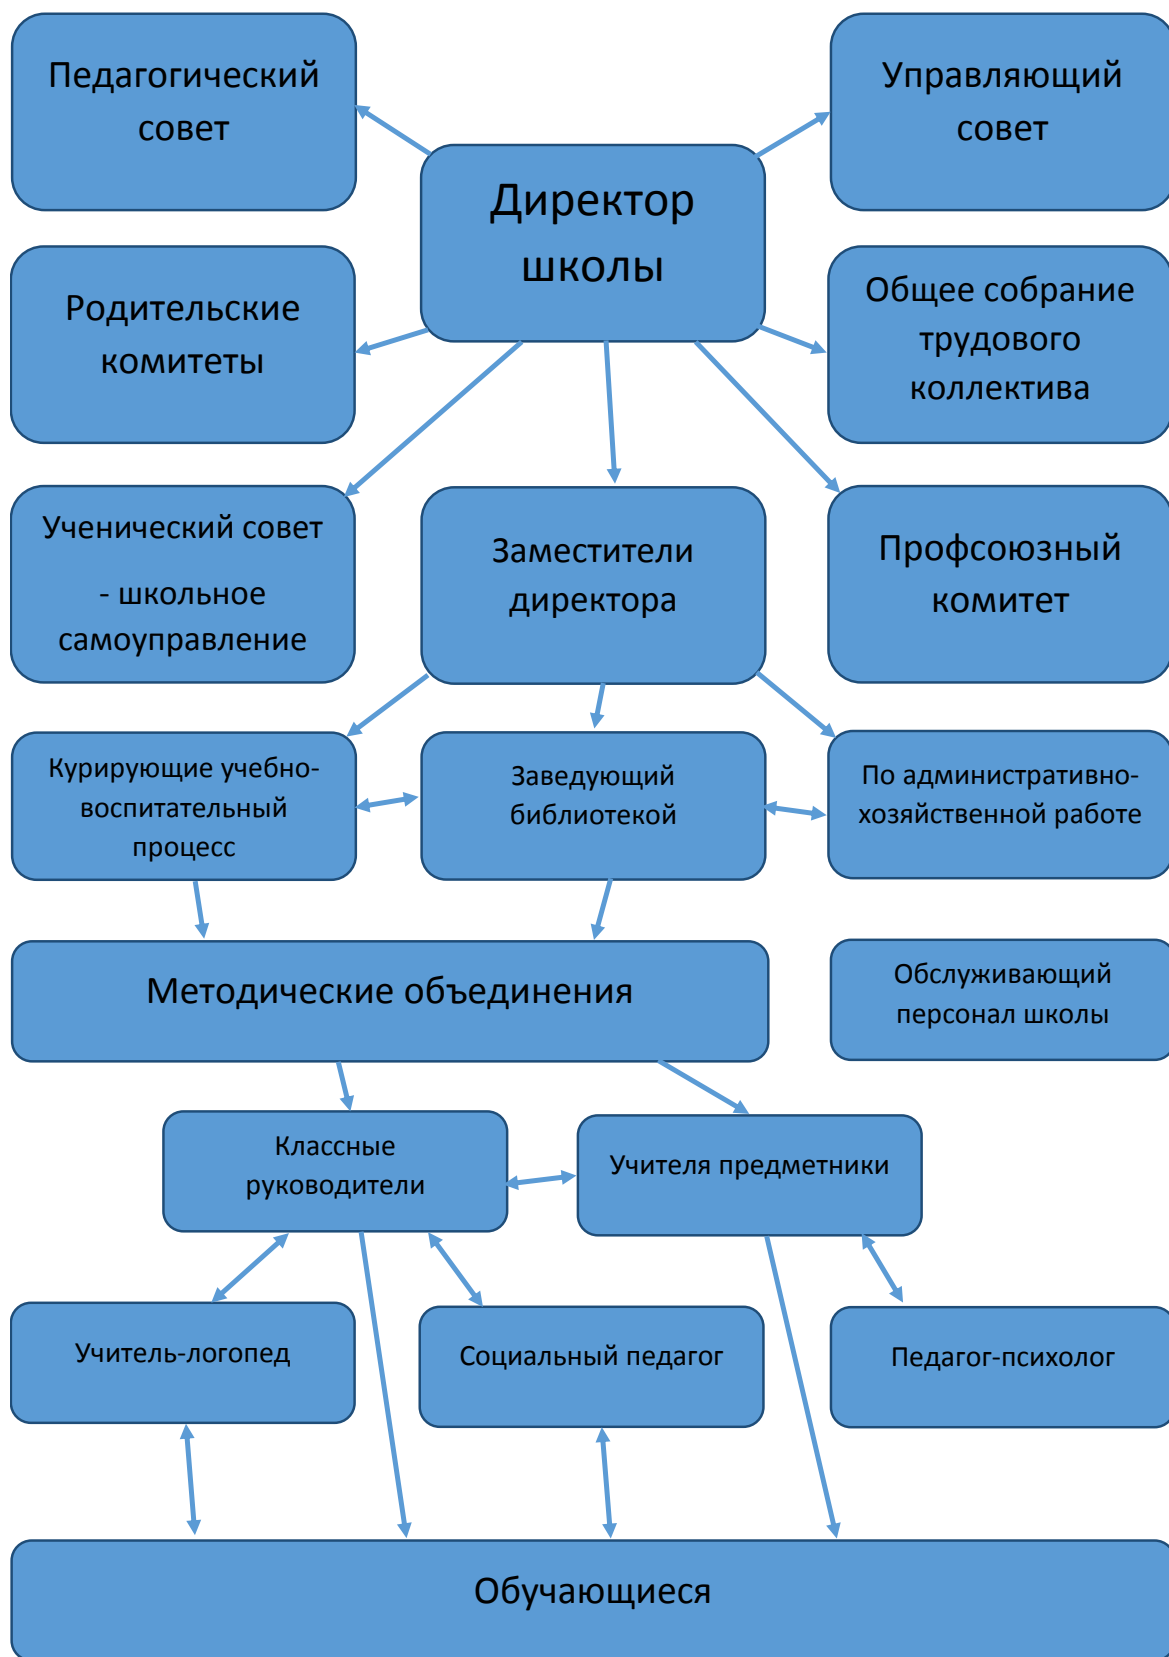 Педагогический
совет
Управляющий
совет
Директор
школы
Родительские
комитеты
Общее собрание
трудового
коллектива
Ученический совет
- школьное
самоуправление
Заместители
директора
Профсоюзный
комитет
Курирующие учебно-
воспитательный
процесс
Заведующий
библиотекой
По административно-
хозяйственной работе
Методические объединения
Обслуживающий
персонал школы
Классные
руководители
Учителя предметники
Учитель-логопед
Социальный педагог
Педагог-психолог
Обучающиеся